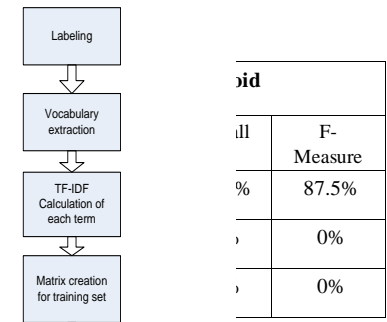 Labeling
Vocabulary
extraction
TF-IDF
Calculation of
each term
Matrix creation
for training set
F-
Measure
% 87.5%
0%
0%